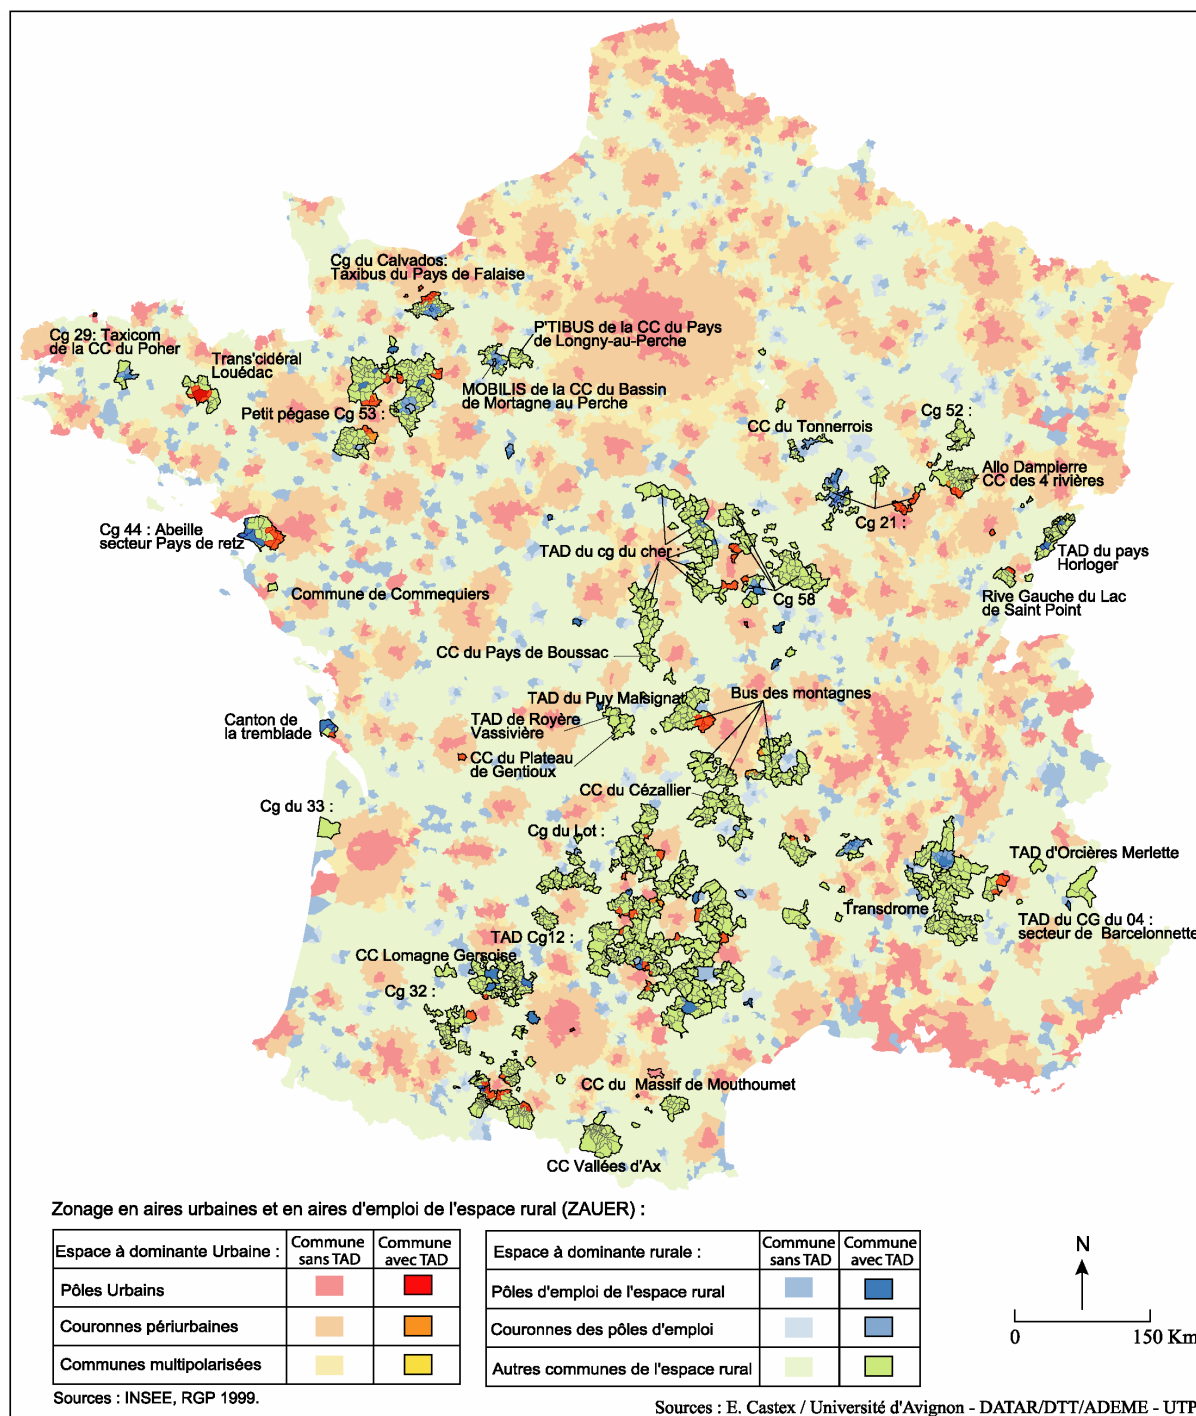 Cg du Calvados:
Taxibus du Pays de Falaise
Cg 29: Taxicom
de la CC du Poher
Trans'cidéral
Louédac
P'TIBUS de la CC du Pays
de Longny-au-Perche
MOBILIS de la CC du Bassin
de Mortagne au Perche
Petit pégase Cg 53 :
CC du Tonnerrois
Cg 52 :
Allo Dampierre
CC des 4 rivières
Cg 21 :
Cg 44 : Abeille
secteur Pays de retz
TAD du cg du cher :
TAD du pays
Horloger
Rive Gauche du Lac
de Saint Point
Commune de Commequiers
Cg 58
CC du Pays de Boussac
TAD du Puy Malsignat
Bus des montagnes
TAD de Royère
Vassivière
Canton de
la tremblade
CC du Plateau
de Gentioux
CC du Cézallier
Cg du 33 :
Cg du Lot :
TAD d'Orcières Merlette
Transdrome
TAD du CG du 04 :
secteur de Barcelonnette
TAD Cg12 :
CC Lomagne Gersoise
Cg 32 :
CC du Massif de Mouthoumet
CC Vallées d'Ax
Zonage en aires urbaines et en aires d'emploi de l'espace rural (ZAUER) :
Espace à dominante Urbaine :
Commune
sans TAD
Commune
avec TAD
Pôles Urbains
Couronnes périurbaines
Communes multipolarisées
Espace à dominante rurale :
Commune
sans TAD
Commune
avec TAD
Pôles d'emploi de l'espace rural
Couronnes des pôles d'emploi
Autres communes de l'espace rural
N
0 150 Km
Sources : INSEE, RGP 1999.
Sources : E. Castex / Université d'Avignon - DATAR/DTT/ADEME - UTP